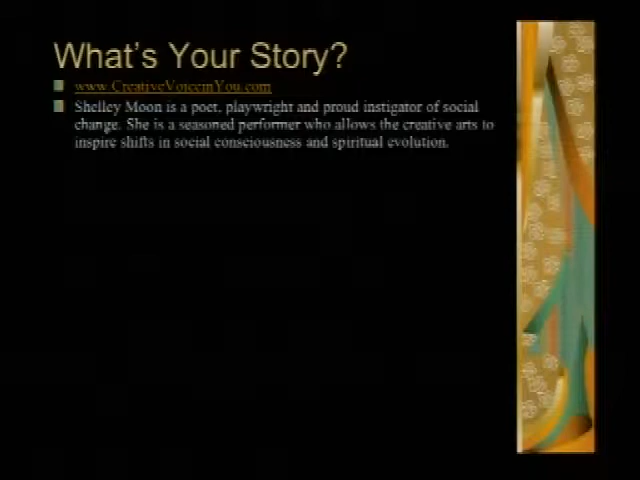 What's Your Story?
www.CreativeVoiceinYou.com
Shelley Moon is a poet, playwright and proud instigator of social
change. She is a seasoned performer who allows the creative arts to
inspire shifts in social consciousness and spiritual evolution.